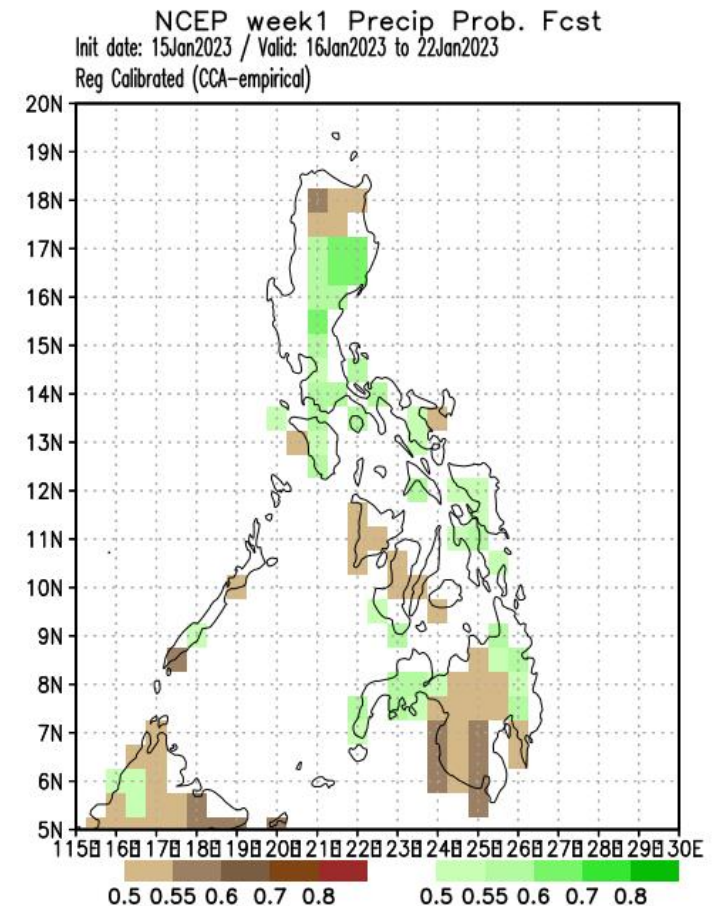 NCEP week1 Precip Prob. Fcst
Init date: 15Jan2023 / Valid: 16Jan2023 to 22Jan2023
Reg Calibrated (CCA-empirical)
20N
19N
18N
17N
16N
15N
14N
13N
12N
11N
10N
9N
8N
7N
6N
5N
115E 116E 117E 118E 119E 120E 121E 122E 123E 124E 125E 126E 127E 128E 129E 130E
0.5 0.55 0.6 0.7 0.8 0.5 0.55 0.6 0.7 0.8